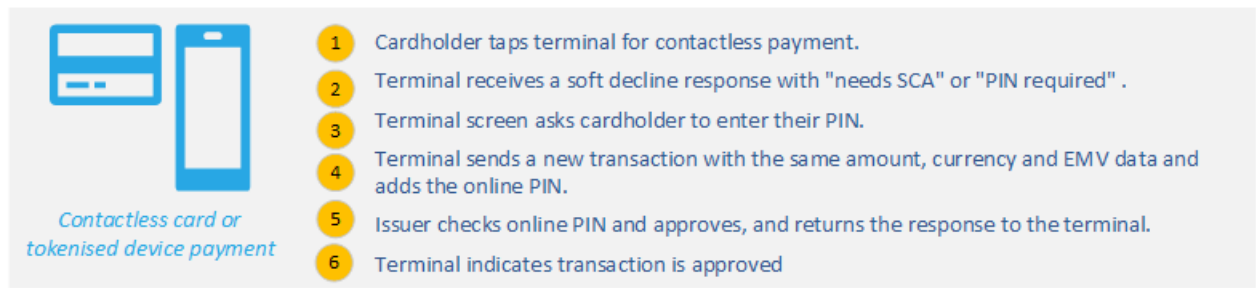 1 Cardholder taps terminal for contactless payment.
2 Terminal receives a soft decline response with "needs SCA" or "PIN required" .
3 Terminal screen asks cardholder to enter their PIN.
4 Terminal sends a new transaction with the same amount, currency and EMV data and
adds the online PIN.
5 Issuer checks online PIN and approves, and returns the response to the terminal.
6 Terminal indicates transaction is approved
Contactless card or
tokenised device payment